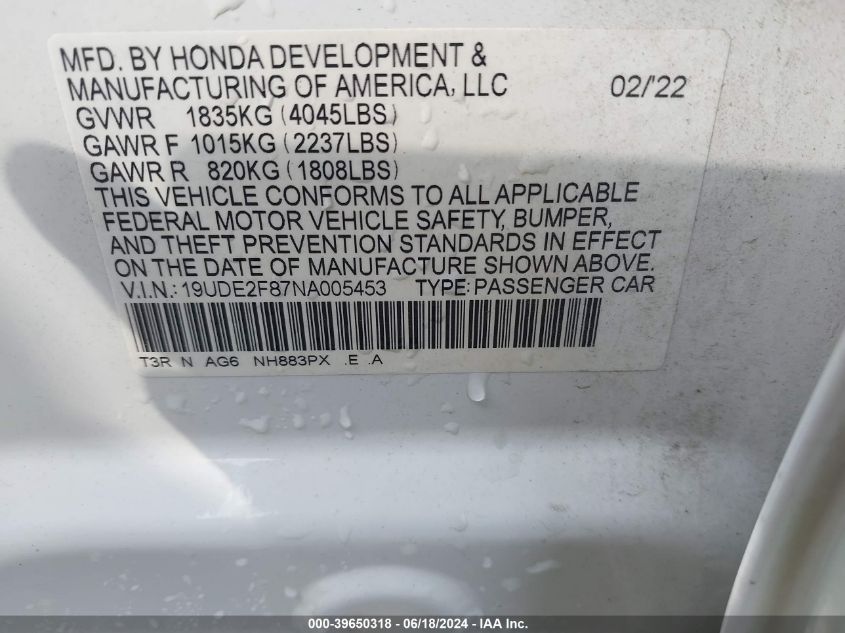 MFD. BY HONDA DEVELOPMENT &
MANUFACTURING OF AMERICA, LLC 02/'22
GVWR 1835KG (4045LBS)
GAWR F 1015KG (2237LBS)
GAWR R 820KG (1808LBS)
THIS VEHICLE CONFORMS TO ALL APPLICABLE
FEDERAL MOTOR VEHICLE SAFETY, BUMPER,
AND THEFT PREVENTION STANDARDS IN EFFECT
ON THE DATE OF MANUFACTURE SHOWN ABOVE.
V.I.N.: 19UDE2F87NA005453 TYPE: PASSENGER CAR
T3R N AG6 NH883PX .E .A
000-39650318 - 06/18/2024 - IAA Inc.